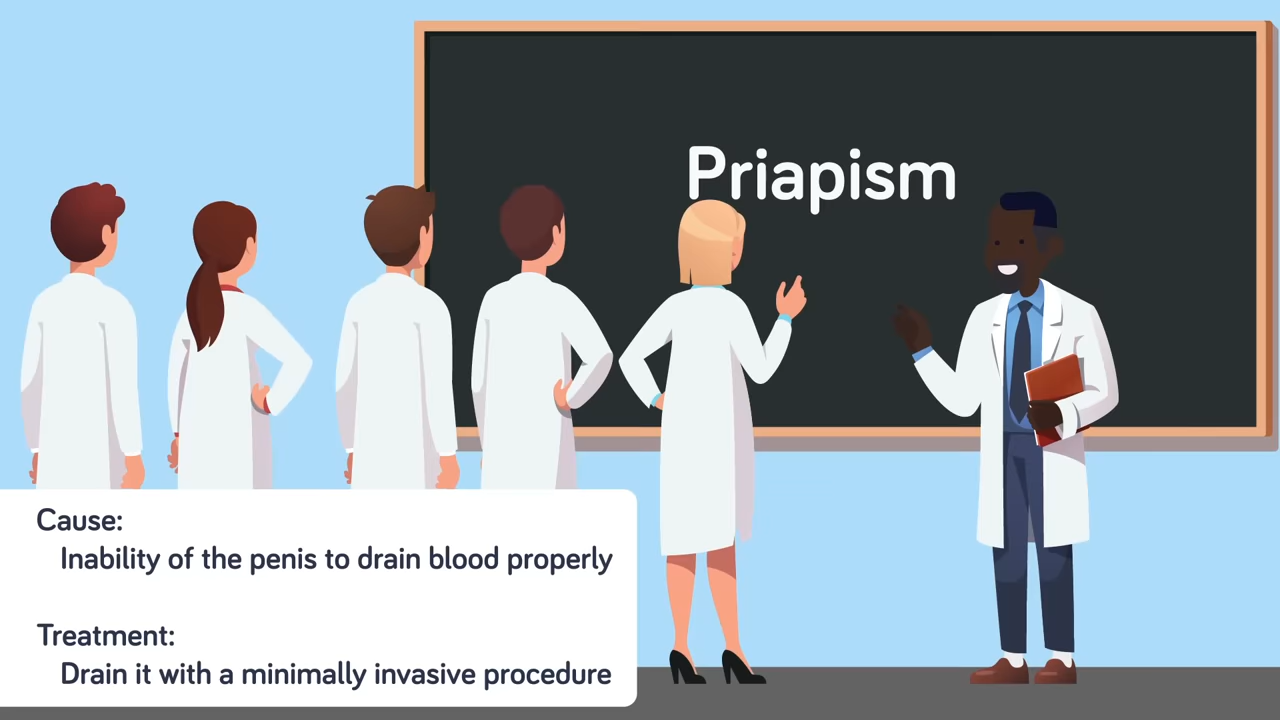 Priapism
Cause:
Inability of the penis to drain blood properly
Treatment:
Drain it with a minimally invasive procedure